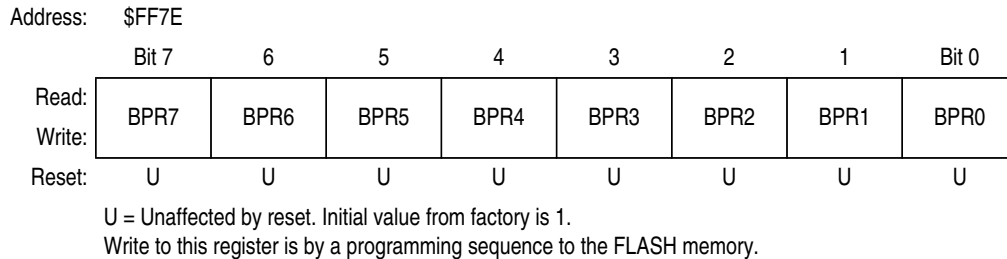 Address: $FF7E
Bit 7 6 5 4 3 2 1 Bit 0
Read:
BPR7 BPR6 BPR5 BPR4 BPR3 BPR2 BPR1 BPR0
Write:
Reset: U U U U U U U U
U = Unaffected by reset. Initial value from factory is 1.
Write to this register is by a programming sequence to the FLASH memory.